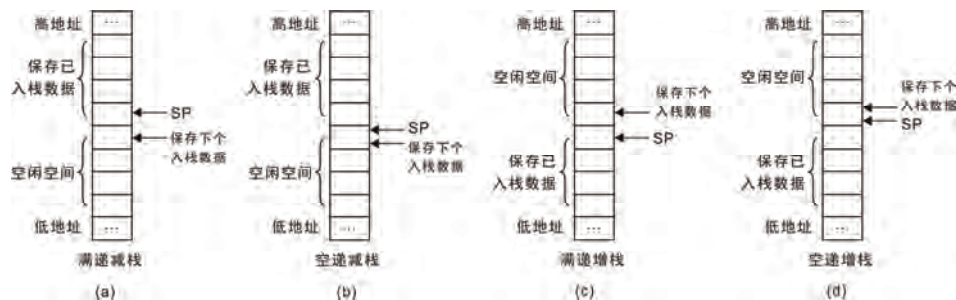 高地址
...
保存已
入栈数据
SP
保存下个
入栈数据
空闲空间
低地址
...
满递减栈
(a)
高地址
...
保存已
入栈数据
SP
保存下个
入栈数据
空闲空间
低地址
...
空递减栈
(b)
高地址
...
空闲空间
保存下个
入栈数据
SP
保存已
入栈数据
低地址
...
满递增栈
(c)
高地址
...
空闲空间
保存下个
入栈数据
SP
保存已
入栈数据
低地址
...
空递增栈
(d)